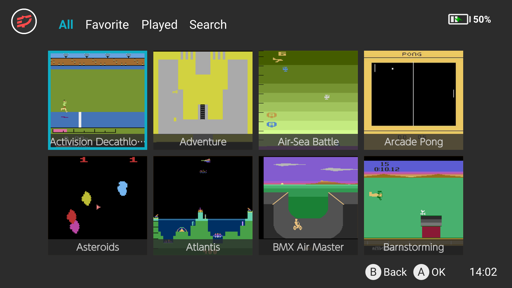 All Favorite Played Search 50%
Activision Decathlo... Adventure Air-Sea Battle Arcade Pong
PONG
Asteroids Atlantis BMX Air Master Barnstorming
B Back A OK 14:02